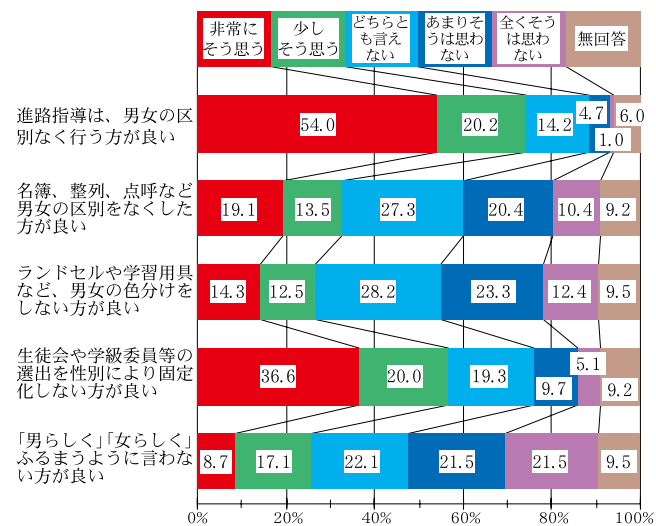 非常に
そう思う
少し
そう思う
どちらと
も言え
ない
あまりそ
うは思わ
ない
全くそう
は思わ
ない
無回答
進路指導は、男女の区
別なく行う方が良い
54.0 20.2 14.2 4.7 1.0 6.0
名簿、整列、点呼など
男女の区別をなくした
方が良い
19.1 13.5 27.3 20.4 10.4 9.2
ランドセルや学習用具
など、男女の色分けを
しない方が良い
14.3 12.5 28.2 23.3 12.4 9.5
生徒会や学級委員等の
選出を性別により固定
化しない方が良い
36.6 20.0 19.3 9.7 5.1 9.2
「男らしく」「女らしく」
ふるまうように言わな
い方が良い
8.7 17.1 22.1 21.5 21.5 9.5
0% 20% 40% 60% 80% 100%